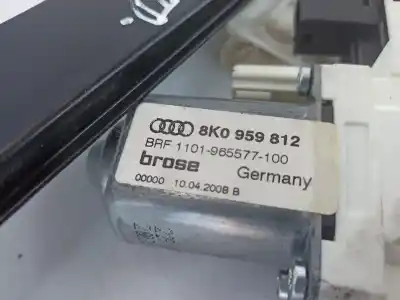 8K0 959 812
BRF 1101-965577-100
brose Germany
00000 10.04.2008 B